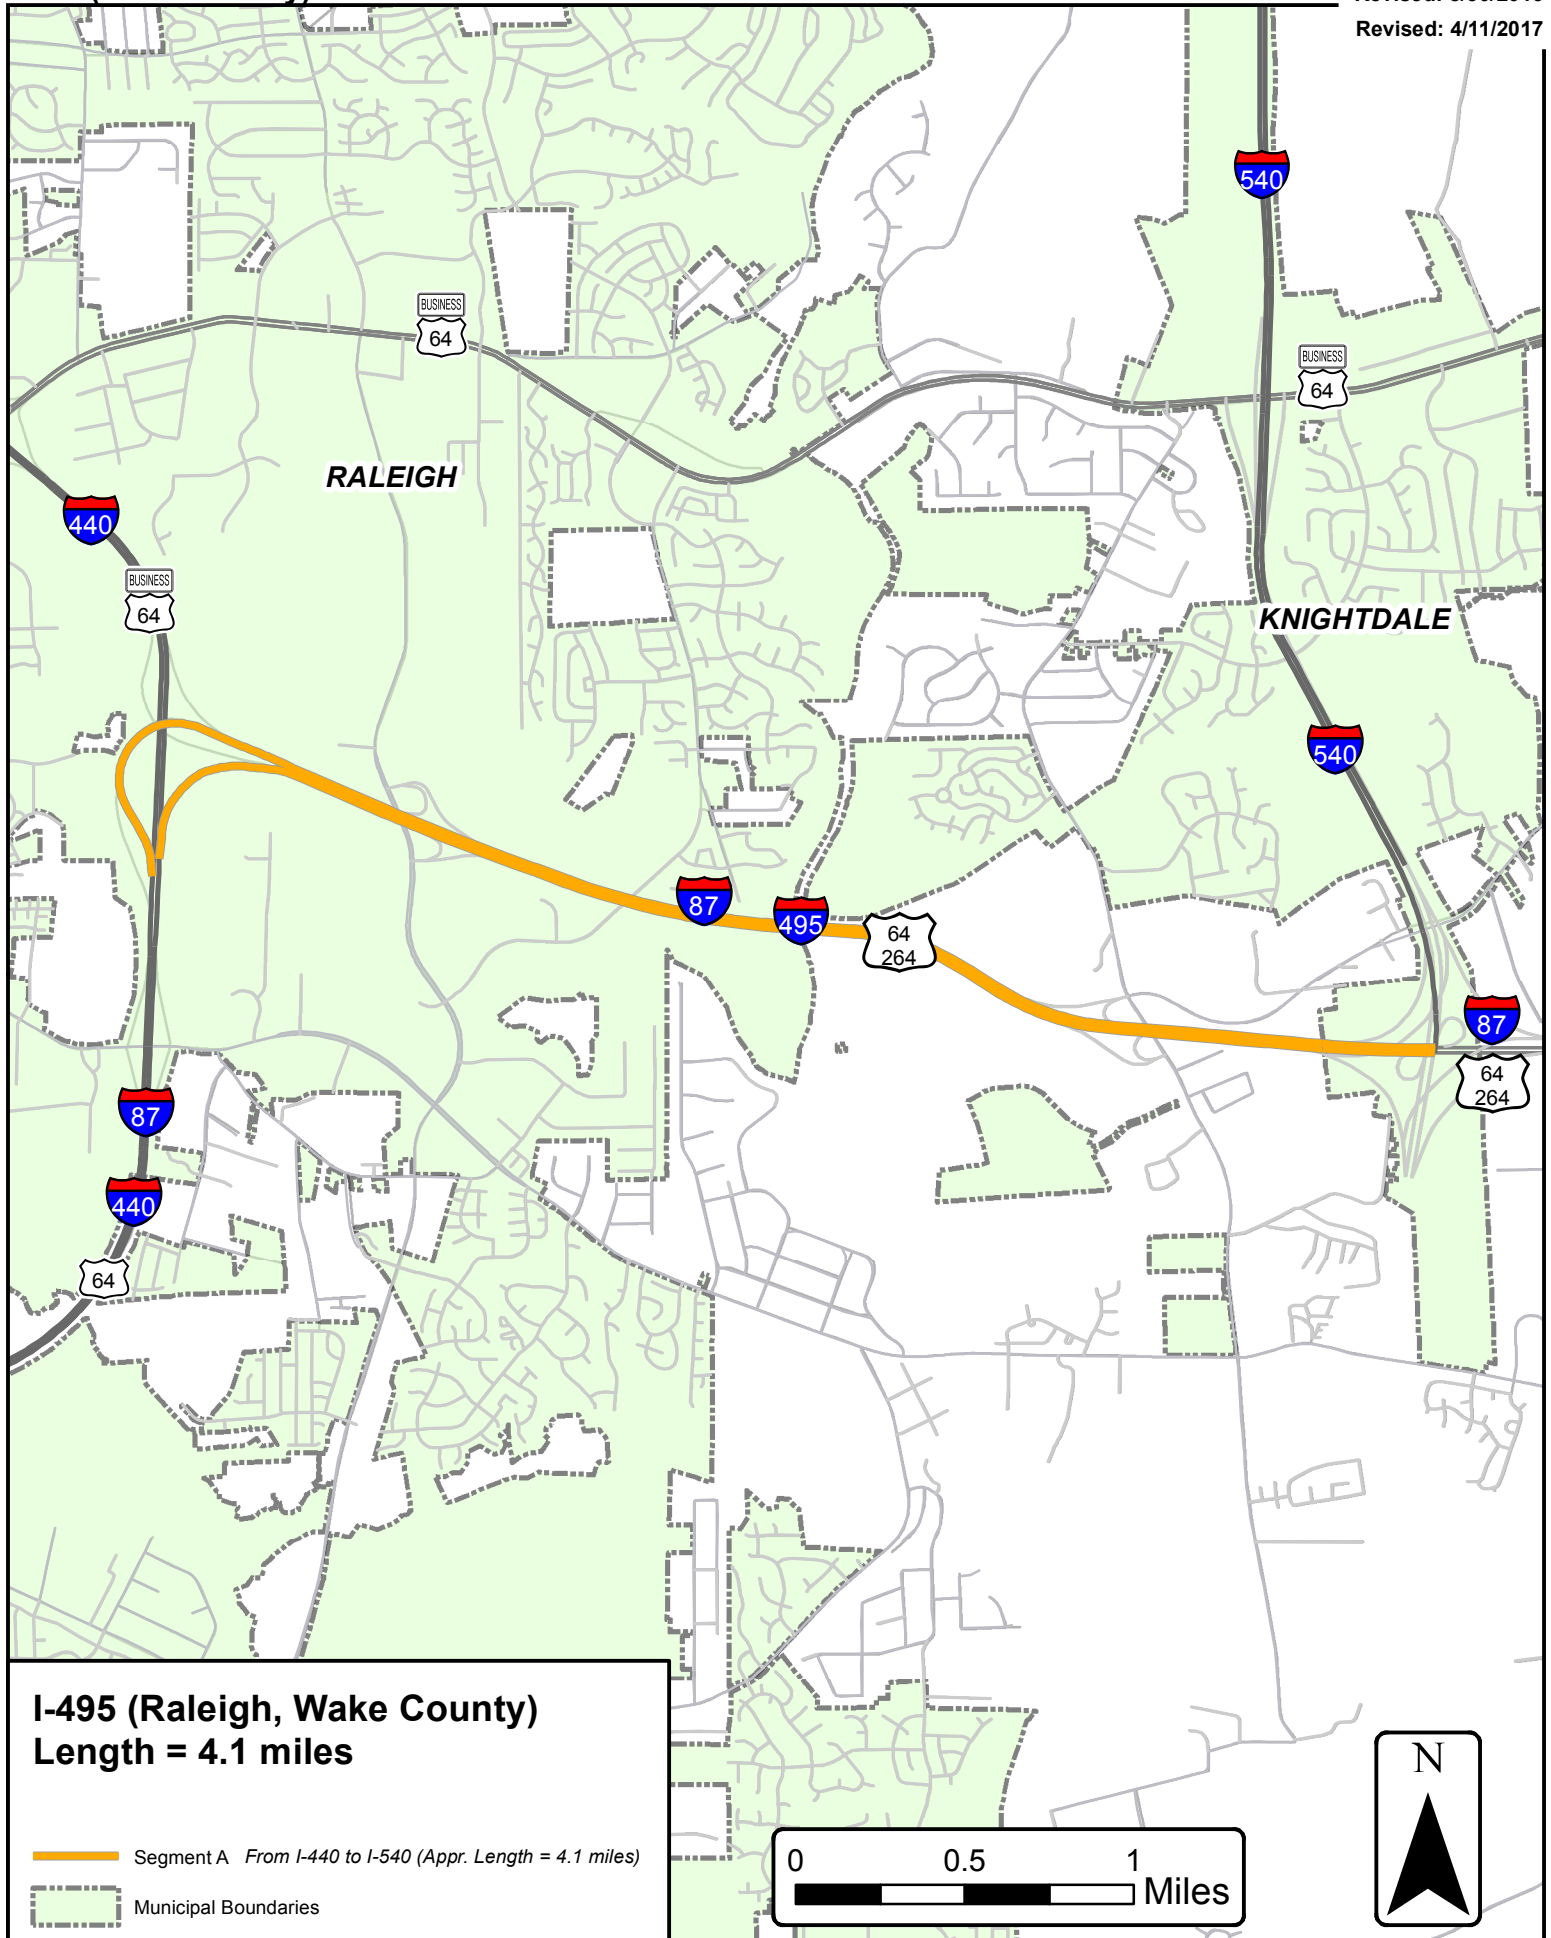 Revised: 4/11/2017
540
BUSINESS
64
BUSINESS
64
RALEIGH
440
BUSINESS
64
KNIGHTDALE
540
87
495
64
264
87
64
264
87
440
64
I-495 (Raleigh, Wake County)
Length = 4.1 miles
Segment A From I-440 to I-540 (Appr. Length = 4.1 miles)
Municipal Boundaries
0 0.5 1
Miles
N